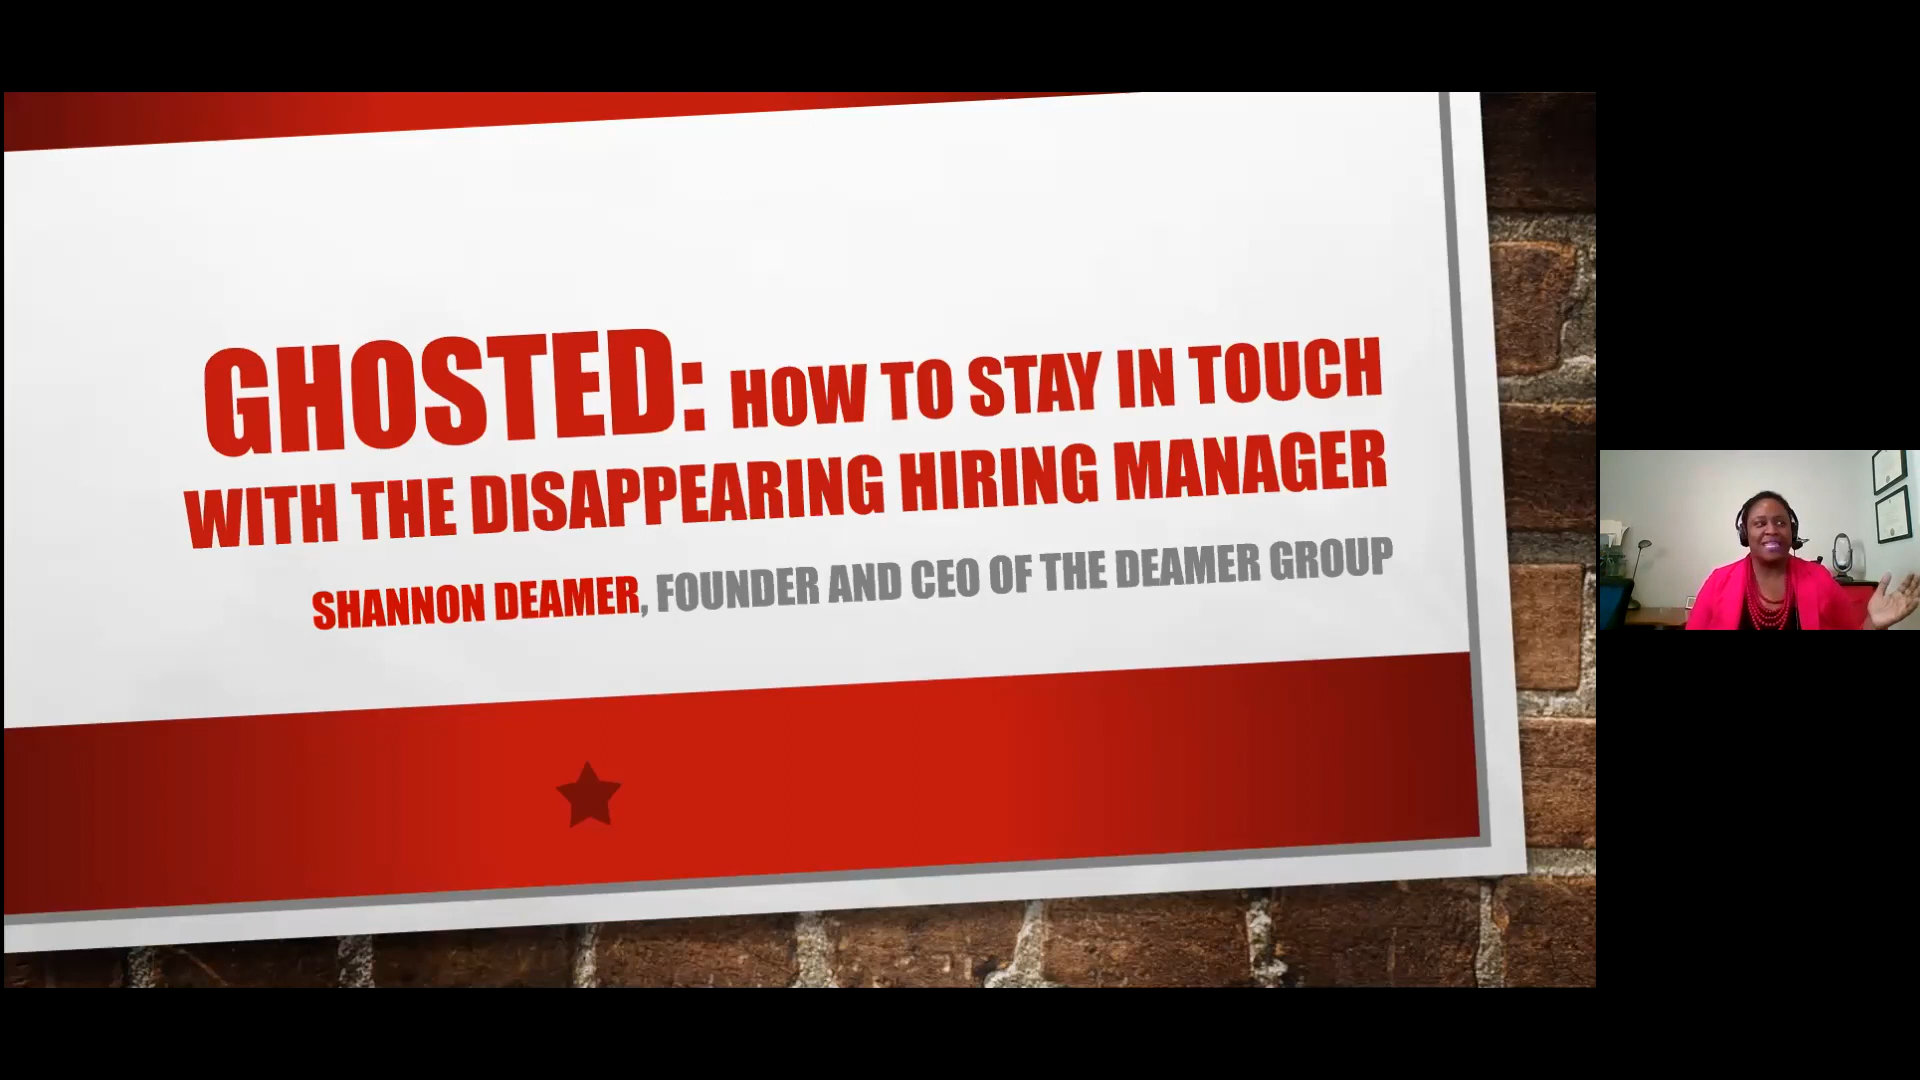 GHOSTED: HOW TO STAY IN TOUCH
WITH THE DISAPPEARING HIRING MANAGER
SHANNON DEAMER, FOUNDER AND CEO OF THE DEAMER GROUP